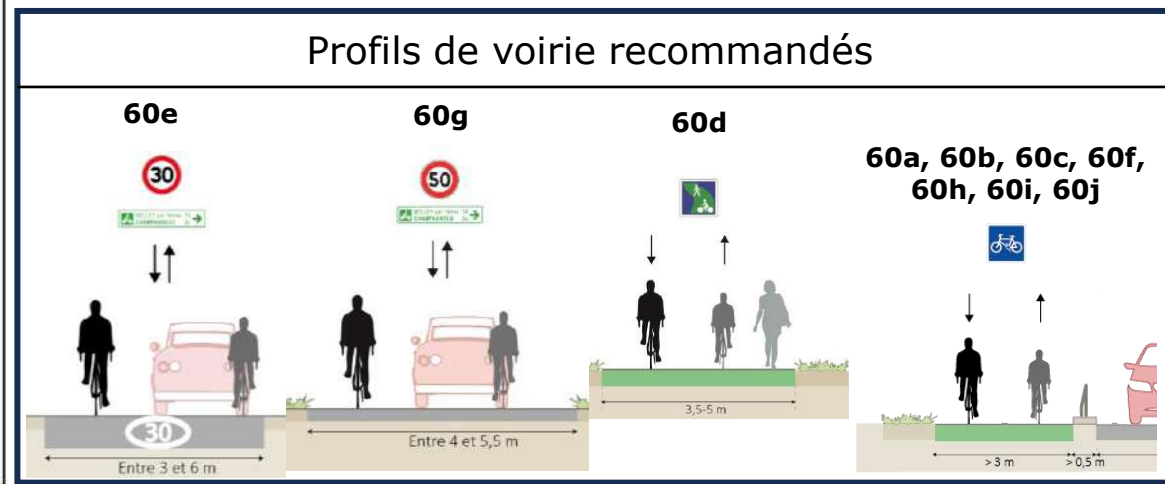 Profils de voirie recommandés
60e
30
30
Entre 3 et 6 m
60g
50
Entre 4 et 5,5 m
60d
3,5-5 m
60a, 60b, 60c, 60f,
60h, 60i, 60j
> 3 m
> 0,5 m